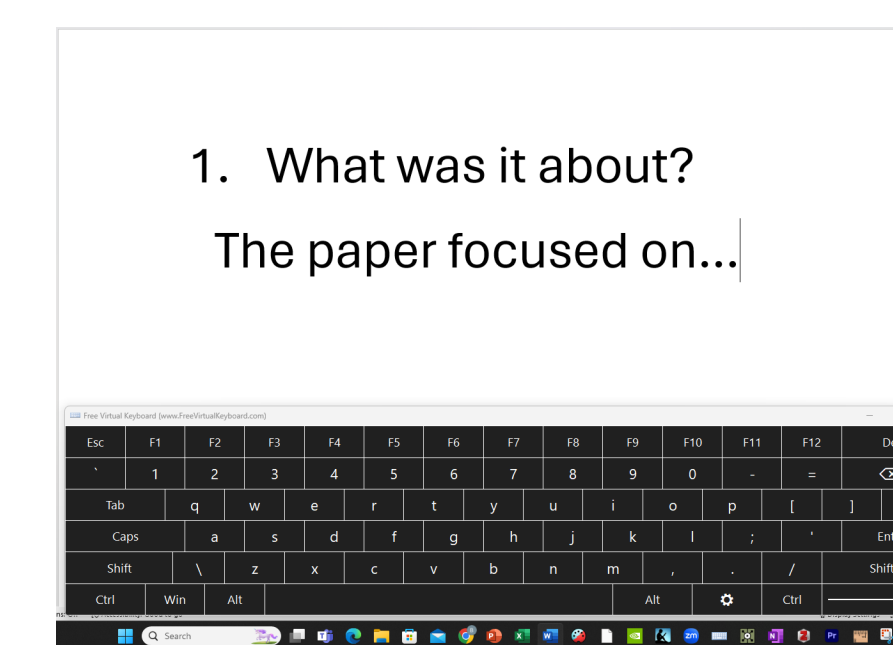 1. What was it about?
The paper focused on...
Free Virtual Keyboard (www.FreeVirtualKeyboard.com)
Esc F1 F2 F3 F4 F5 F6 F7 F8 F9 F10 F11 F12 De
` 1 2 3 4 5 6 7 8 9 0 - =
Tab q w e r t y u i o p [ ]
Caps a s d f g h j k l ; ' Ent
Shift \ z x c v b n m , . / Shift
Ctrl Win Alt Alt Ctrl
Search